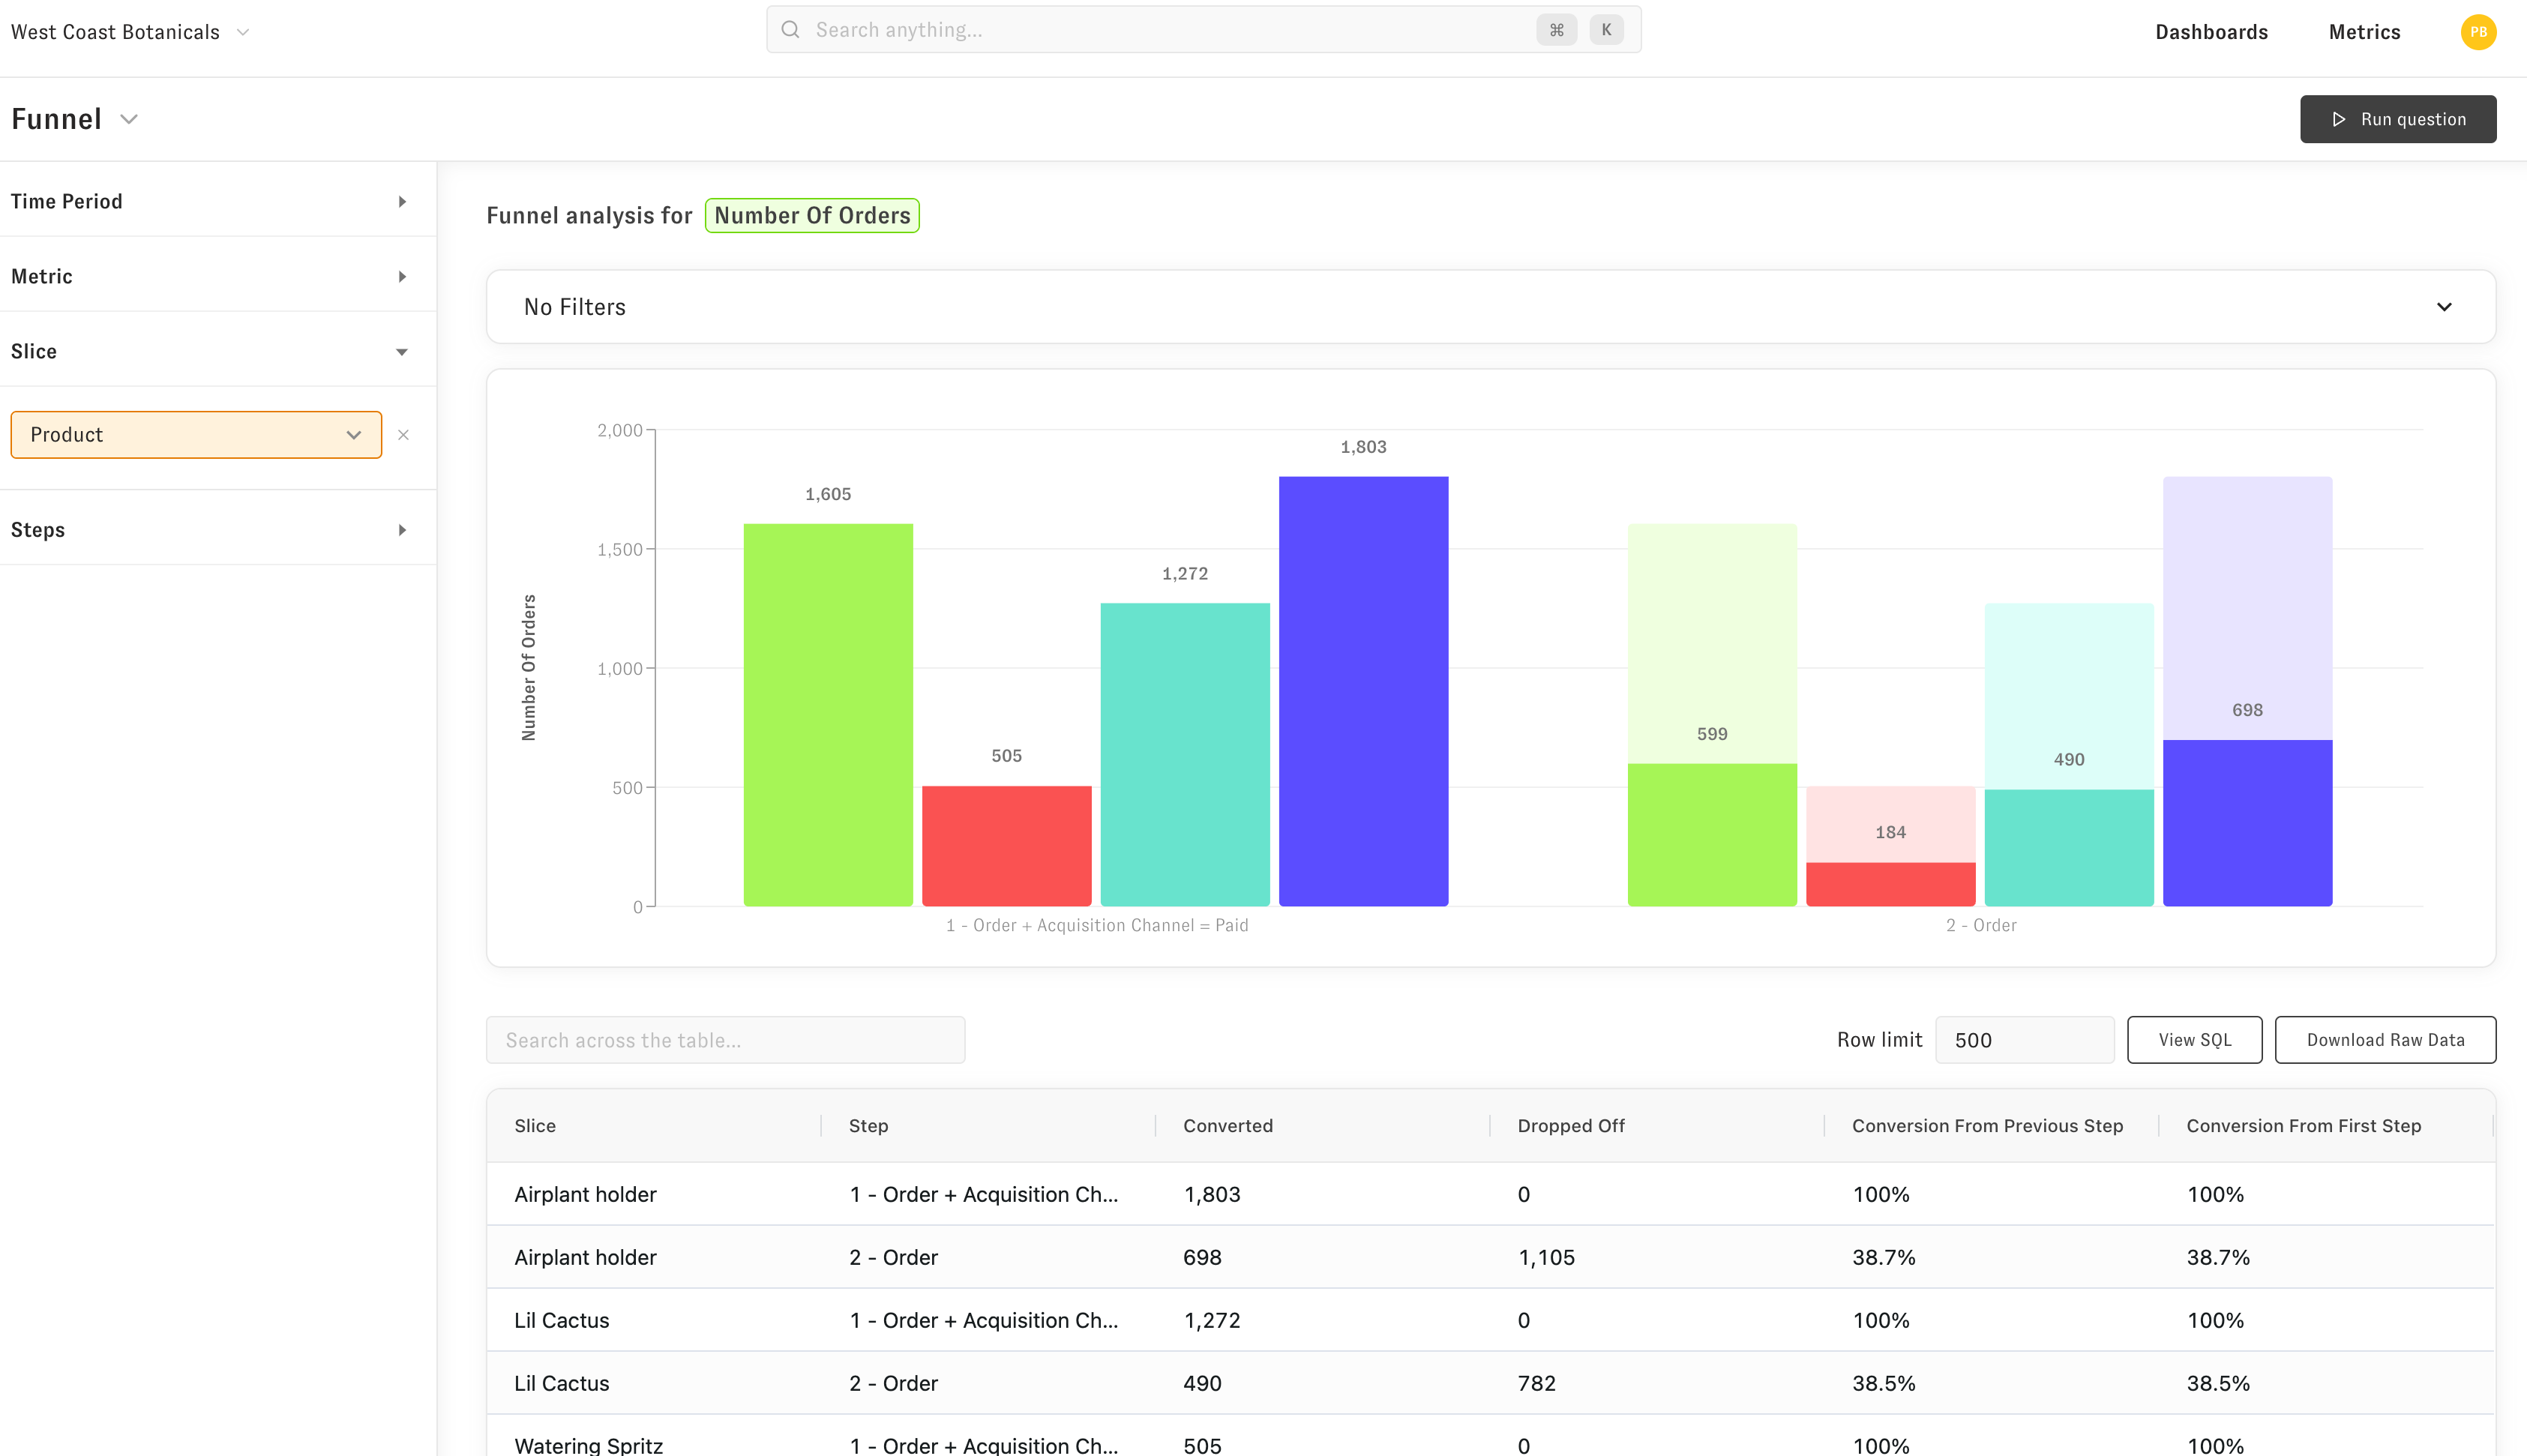 West Coast Botanicals
Search anything...
⌘ K
Dashboards
Metrics
PB
Funnel
Run question
Time Period
Metric
Slice
Product
Steps
Funnel analysis for Number Of Orders
No Filters
Number Of Orders
2,000
1,500
1,000
500
0
1,605
505
1,272
1,803
599
184
490
698
1 - Order + Acquisition Channel = Paid
2 - Order
Search across the table...
Row limit 500
View SQL
Download Raw Data
Slice Step Converted Dropped Off Conversion From Previous Step Conversion From First Step
Airplant holder 1 - Order + Acquisition Ch... 1,803 0 100% 100%
Airplant holder 2 - Order 698 1,105 38.7% 38.7%
Lil Cactus 1 - Order + Acquisition Ch... 1,272 0 100% 100%
Lil Cactus 2 - Order 490 782 38.5% 38.5%
Watering Spritz 1 - Order + Acquisition Ch... 505 0 100% 100%